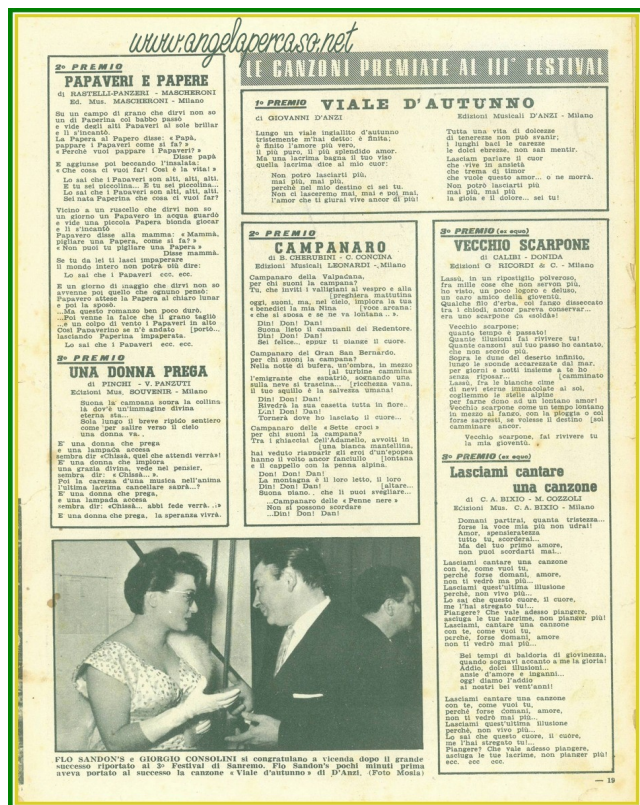 www.angelapercaso.net
LE CANZONI PREMIATE AL III° FESTIVAL
2° PREMIO
PAPAVERI E PAPERE
di RASTELLI-PANZERI - MASCHERONI
Ed. Mus. MASCHERONI - Milano
Su un campo di grano che dirvi non so
un di Paperina col babbo passò
e vide degli alti Papaveri al sole brillar
e lì s'incantò.
La Papera al Papero disse: « Papà,
pappare i Papaveri come si fa? »
« Perchè vuoi pappare i Papaveri? »
Disse papà
E aggiunse poi beccando l'insalata:
« Che cosa ci vuoi far? Così è la vita! »
Lo sai che i Papaveri son alti, alti, alti,
E tu sei piccolina... E tu sei piccolina...
Lo sai che i Papaveri son alti, alti, alti,
Sei nata Paperina che cosa ci vuoi far?
Vicino a un ruscello che dirvi non so
un giorno un Papavero in acqua guardò
e vide una piccola Papera bionda giocar
e lì s'incantò
Papavero disse alla mamma: « Mammà,
pigliare una Papera, come si fa? »
« Non puoi tu pigliare una Papera »
Disse mammà.
Se tu da lei ti lasci impaperare
il mondo intero non potrà più dire:
Lo sai che i Papaveri ecc. ecc.
E un giorno di maggio che dirvi non so
avvenne poi quello che ognuno pensò:
Papavero attese la Papera al chiaro lunar
e poi la sposò.
...Ma questo romanzo ben poco durò.
...Poi venne la falce che il grano tagliò
...e un colpo di vento i Papaveri in alto
Così Papaverino se n'è andato [portò...
lasciando Paperina impaperata.
Lo sai che i Papaveri ecc. ecc.
3° PREMIO
UNA DONNA PREGA
di PINCHI - V. PANZUTI
Edizioni Mus. SOUVENIR - Milano
Suona la campana sopra la collina
là dov'è un'immagine divina
eterna sta...
Sola lungo il breve ripido sentiero
come per salire verso il cielo
una donna va...
E' una donna che prega
e una lampada accesa
sembra dir «Chissà, quel che attendi verrà»!
E' una donna che implora
una grazia divina, vede nel pensier,
sembra dir: « Chissà... ».
Poi la carezza d'una musica nell'anima
l'ultima lacrima cancellare saprà...?
E' una donna che prega,
e una lampada accesa
sembra dir: «Chissà... abbi fede verrà. ..»
E' una donna che prega, la speranza vivrà.
1° PREMIO VIALE D'AUTUNNO
di GIOVANNI D'ANZI Edizioni Musicali D'ANZI - Milano
Lungo un viale ingiallito d'autunno
tristemente m'hai detto: è finita;
è finito l'amore più vero,
il più puro, il più splendido amor.
Ma una lacrima bagna il tuo viso
quella lacrima dice al mio cuor:
Non potrò lasciarti più,
mai più, mai più,
perchè nel mio destino ci sei tu.
Non ci lasceremo mai, mai e poi mai,
l'amor che ti giurai vive ancor di più!
Tutta una vita di dolcezze
di tenerezze non può svanir;
i lunghi baci le carezze
le dolci ebrezze, non san mentir.
Lasciam parlare il cuor
che vive in ansietà
che trema di timor
che vuole questo amor... o ne morrà.
Non potrò lasciarti più
mai più, mai più
la gioia e il dolore... sei tu!
2° PREMIO
CAMPANARO
di B. CHERUBINI - C. CONCINA
Edizioni Musicali LEONARDI - Milano
Campanaro della Valpadana,
per chi suoni la campana?
Tu, che inviti i valligiani al vespro e alla
[preghiera mattutina
oggi, suoni, ma, nel cielo, implora la tua
« benedici la mia Nina [voce arcana:
« che si sposa e se ne va lontana... ».
Din! Don! Dan!
Suona lieto il campanil del Redentore.
Din! Don! Dan!
Sei felice... eppur ti piange il cuore.
Campanaro del Gran San Bernardo,
per chi suoni la campana?
Nella notte di bufera, un'ombra, in mezzo
[al turbine cammina
l'emigrante che espatriò, sognando una
sulla neve si trascina... [ricchezza vana,
il tuo squillo è la salvezza umana!
Din! Don! Dan!
Rivedrà la sua casetta tutta in fiore..
Din! Don! Dan!
Tornerà dove ho lasciato il cuore...
Campanaro delle « Sette croci »
per chi suoni la campana?
Tra i ghiacciai dell'Adamello, avvolti in
[una bianca mantellina,
hai veduto riapparir gli eroi d'un'epopea
hanno il volto ancor fanciullo [lontana
e il cappello con la penna alpina.
Don! Don! Dan!
La montagna è il loro letto, il loro
Din! Don! Dan! [altare...
Suona piano... che li puoi svegliare...
...Campanaro delle « Penne nere »
Non si possono scordare
...Din! Don! Dan!
3° PREMIO (ex equo)
VECCHIO SCARPONE
di CALIBI - DONIDA
Edizioni G RICORDI & C. - Milano
Lassù, in un ripostiglio polveroso,
fra mille cose che non servon più,
ho visto, un poco logoro e deluso,
un caro amico della gioventù.
Qualche filo d'erba, col fango disseccato
tra i chiodi, ancor pareva conservar...
era uno scarpone da «soldà»!
Vecchio scarpone;
quanto tempo è passato!
Quante illusioni fai rivivere tu!
Quante canzoni sul tuo passo ho cantato,
che non scordo più.
Sopra le dune del deserto infinito,
lungo le sponde accarezzate dal mar,
per giorni e notti insieme a te ho
senza riposar. [camminato
Lassù, fra le bianche cime
di nevi eterne immacolate al sol,
cogliemmo le stelle alpine
per farne dono ad un lontano amor!
Vecchio scarpone come un tempo lontano
in mezzo al fango, con la pioggia o col
forse sapresti, se volesse il destino [sol
camminare ancor.
Vecchio scarpone, fai rivivere tu
la mia gioventù.
3° PREMIO (ex equo)
Lasciami cantare
una canzone
di C. A. BIXIO - M. COZZOLI
Edizioni Mus. C. A. BIXIO - Milano
Domani partirai, quanta tristezza...
forse la voce mia più non udrai!
Amor, spensieratezza
tutto tu, scorderai...
Ma del tuo primo amore,
non puoi scordarti mai...
Lasciami cantare una canzone
con te, come vuoi tu,
perchè forse domani, amore,
non ti vedrò ma più...
Lasciami quest'ultima illusione
perchè, non vivo più...
Lo sai che questo cuore, il cuore,
me l'hai stregato tu!...
Piangere? Che vale adesso piangere,
asciuga le tue lacrime, non pianger più!
Lasciami, cantare una canzone
con te, come vuoi tu,
perchè, forse domani, amore
non ti vedrò mai più...
Bei tempi di baldoria di giovinezza,
quando sognavi accanto a me la gloria!
Addio, dolci illusioni...
ansie d'amore e inganni...
oggi diamo l'addio
ai nostri bei vent'anni!
Lasciami cantare una canzone
con te, come vuoi tu,
perchè forse domani, amore,
non ti vedrò mai più...
Lasciami quest'ultima illusione
perchè, non vivo più...
Lo sai che questo cuore, il cuore,
me l'hai stregato tu!...
Piangere? Che vale adesso piangere,
asciuga le tue lacrime, non pianger più!
ecc. ecc. ecc.
FLO SANDON'S e GIORGIO CONSOLINI si congratulano a vicenda dopo il grande
successo riportato al 3° Festival di Sanremo. Flo Sandon's pochi minuti prima
aveva portato al successo la canzone « Viale d'autunno » di D'Anzi. (Foto Mosia)
— 19